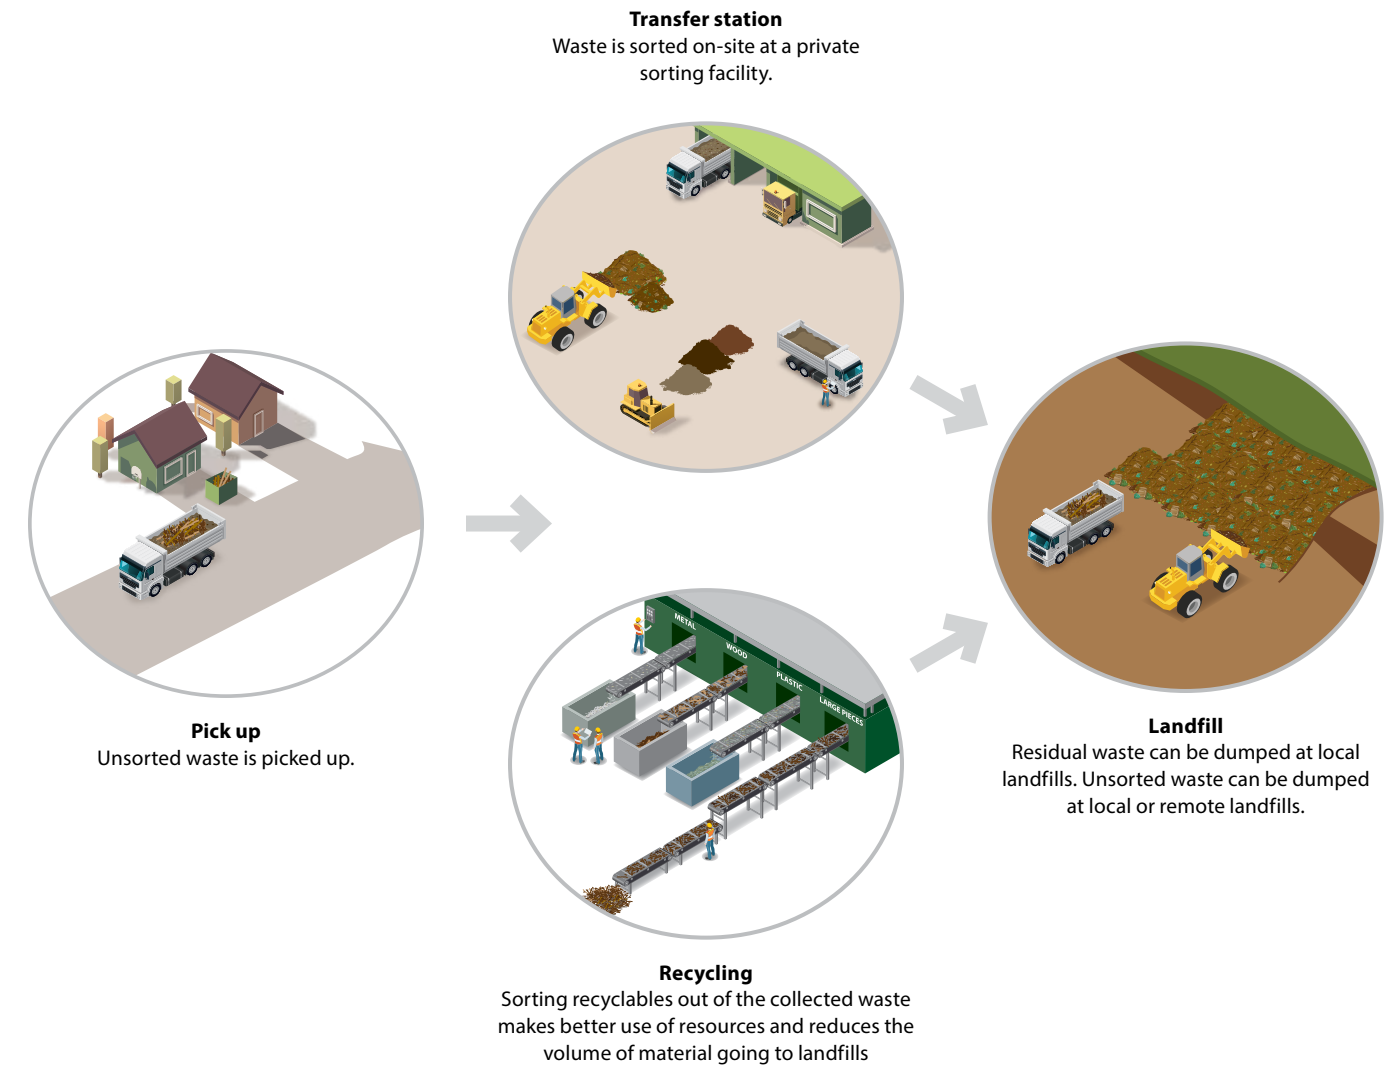 Transfer station
Waste is sorted on-site at a private
sorting facility.
METAL
WOOD
PLASTIC
LARGE PIECES
Pick up
Unsorted waste is picked up.
Landfill
Residual waste can be dumped at local
landfills. Unsorted waste can be dumped
at local or remote landfills.
Recycling
Sorting recyclables out of the collected waste
makes better use of resources and reduces the
volume of material going to landfills